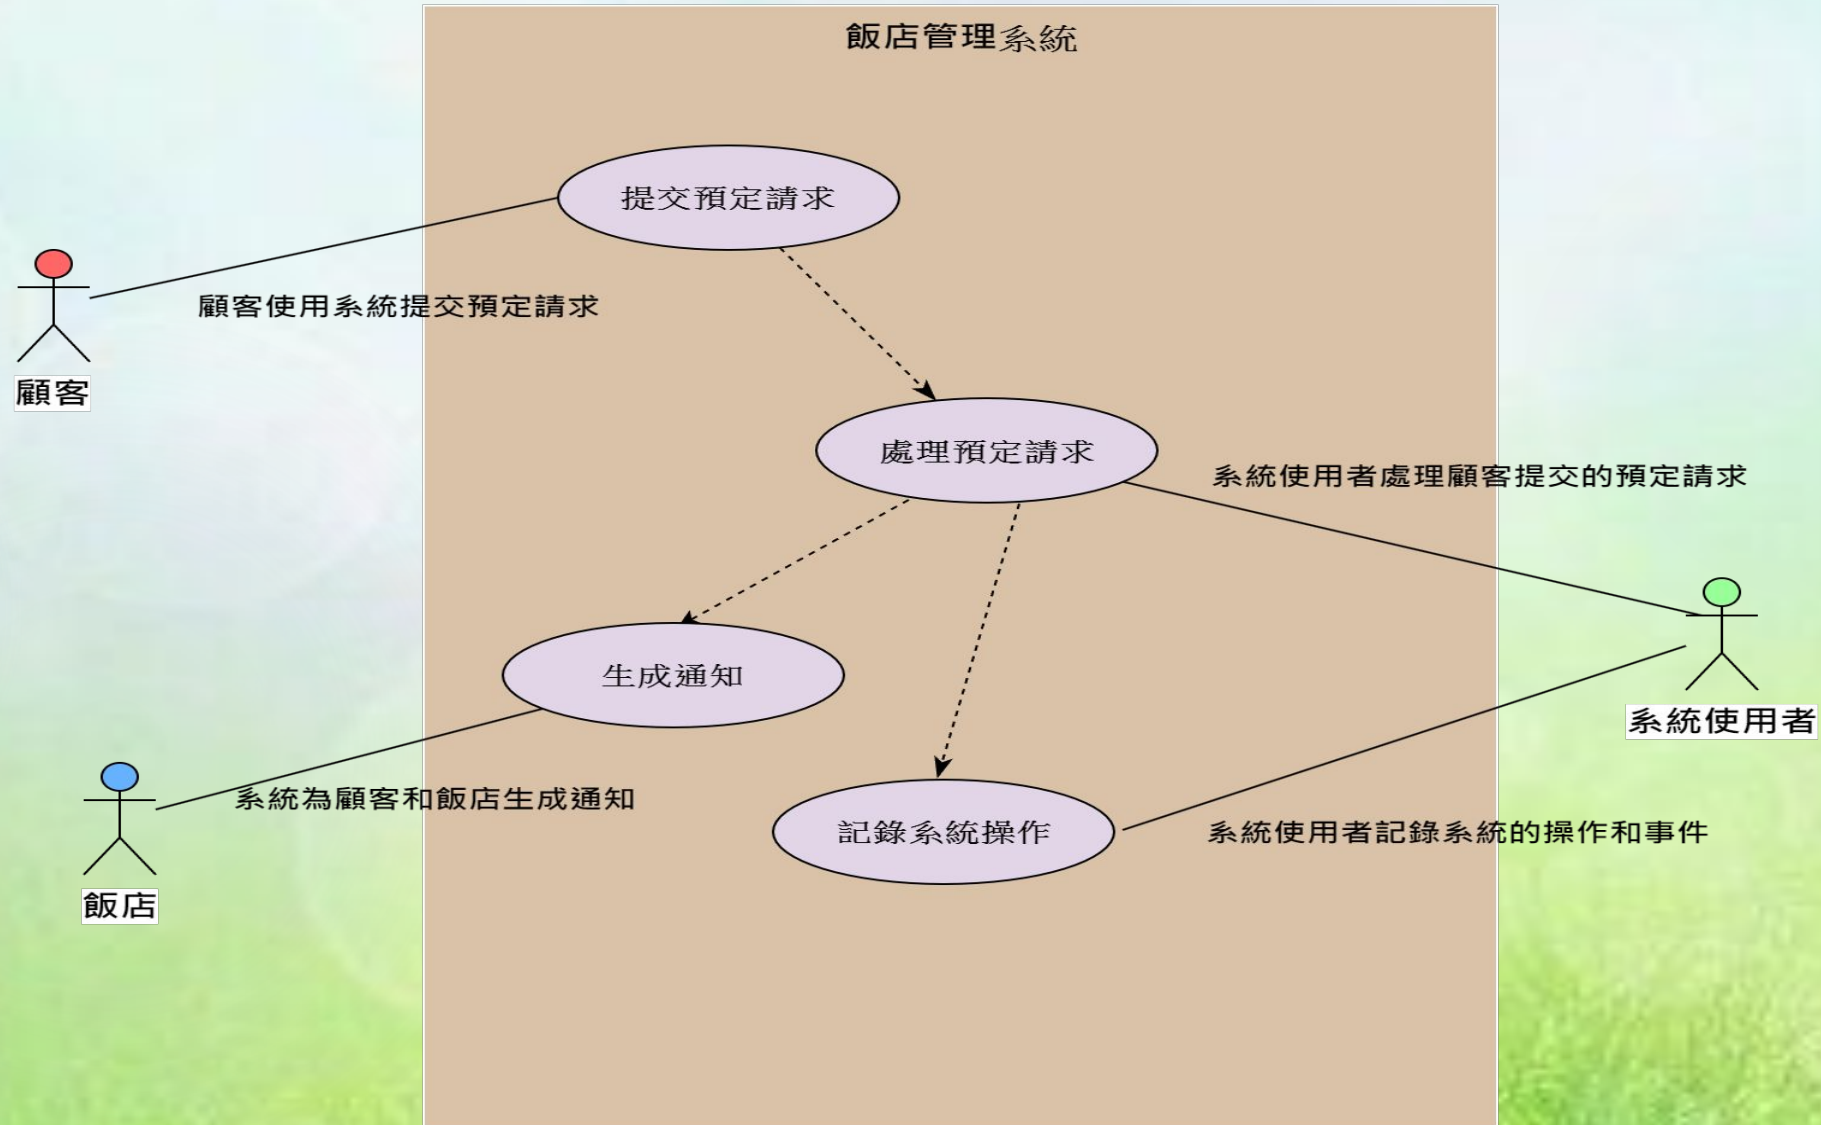 飯店管理系統
提交預定請求
顧客使用系統提交預定請求
顧客
處理預定請求
系統使用者處理顧客提交的預定請求
生成通知
系統使用者
系統為顧客和飯店生成通知
記錄系統操作
系統使用者記錄系統的操作和事件
飯店